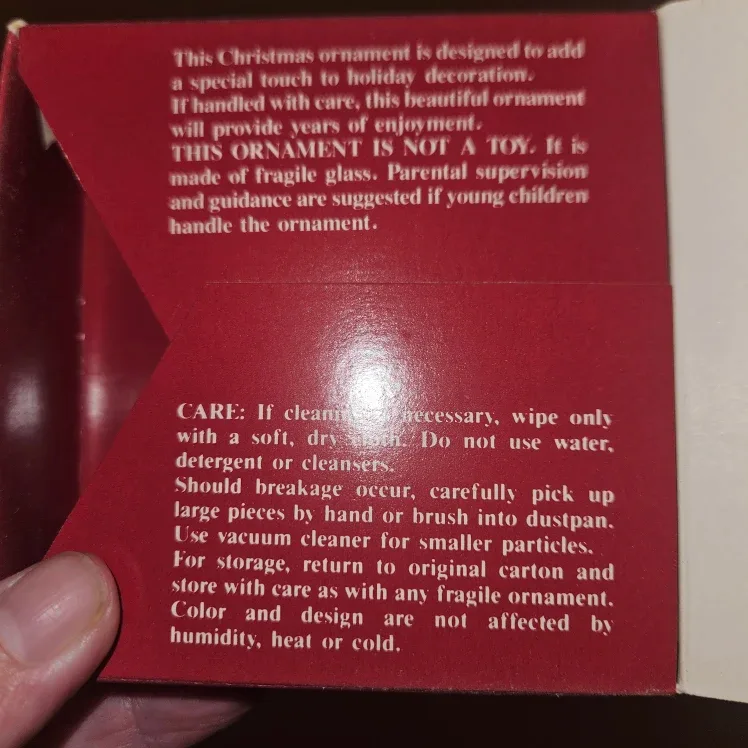 This Christmas ornament is designed to add
a special touch to holiday decoration.
If handled with care, this beautiful ornament
will provide years of enjoyment.
THIS ORNAMENT IS NOT A TOY. It is
made of fragile glass. Parental supervision
and guidance are suggested if young children
handle the ornament.
CARE: If necessary, wipe only
with a soft, dry cloth. Do not use water,
detergent or cleansers.
Should breakage occur, carefully pick up
large pieces by hand or brush into dustpan.
Use vacuum cleaner for smaller particles.
For storage, return to original carton and
store with care as with any fragile ornament.
Color and design are not affected by
humidity, heat or cold.